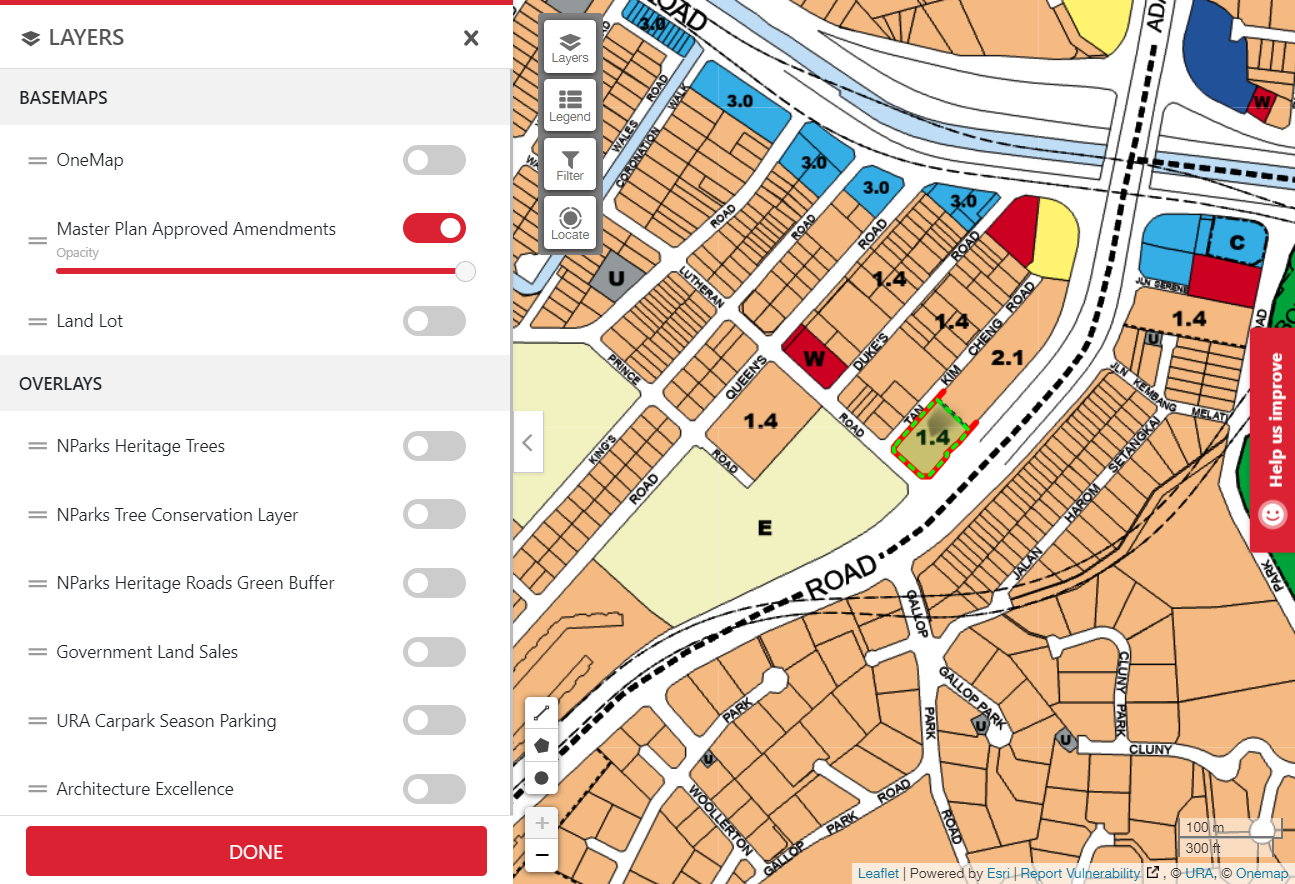 LAYERS
BASEMAPS
OneMap
Master Plan Approved Amendments
Opacity
Land Lot
OVERLAYS
NParks Heritage Trees
NParks Tree Conservation Layer
NParks Heritage Roads Green Buffer
Government Land Sales
URA Carpark Season Parking
Architecture Excellence
DONE
Layers
Legend
Filter
Locate
ROAD
3.0
3.0
3.0
3.0
3.0
WALES
ROAD
CORONATION
WALK
ROAD
ROAD
ROAD
ROAD
W
C
U
LUTHERAN
1.4
1.4
2.1
1.4
JLN SERENE
U
PRINCE
QUEEN'S
W
DUKE'S
TAN
KIM
CHENG
ROAD
JLN
KEMBANG
MELATI
1.4
ROAD
1.4
KING'S
ROAD
ROAD
E
SETANGKAI
HAROM
JALAN
ROAD
GALLOP
PARK
CLUNY PARK
GALLOP PARK
U
U
CLUNY
PARK
PARK
U
WOOLLERTON
GALLOP
PARK
ROAD
ROAD
Help us improve
100 m
300 ft
Leaflet | Powered by Esri | Report Vulnerability , © URA, © Onemap